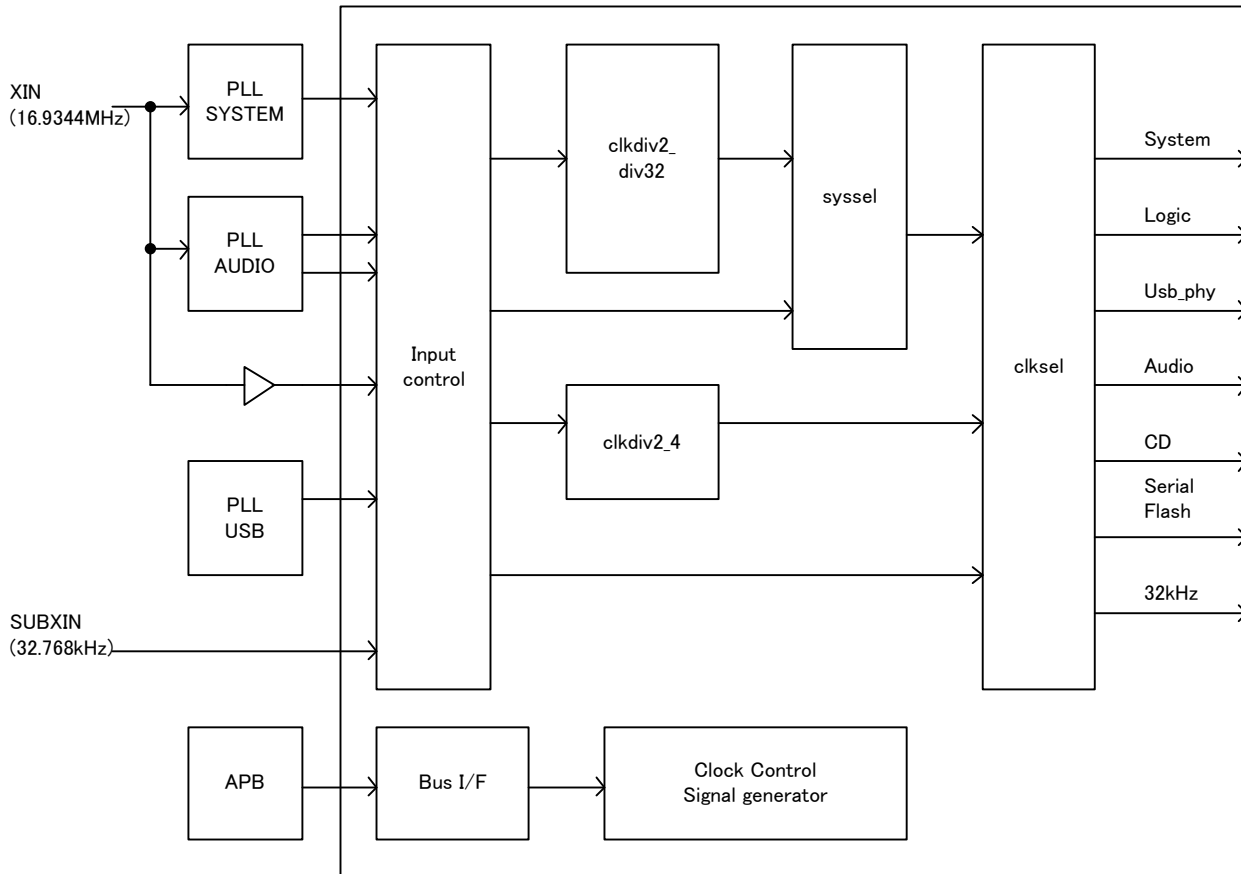 XIN
(16.9344MHz)
PLL
SYSTEM
PLL
AUDIO
PLL
USB
SUBXIN
(32.768kHz)
Input
control
clkdiv2_
div32
syssel
clkdiv2_4
clksel
System
Logic
Usb_phy
Audio
CD
Serial
Flash
32kHz
APB
Bus I/F
Clock Control
Signal generator